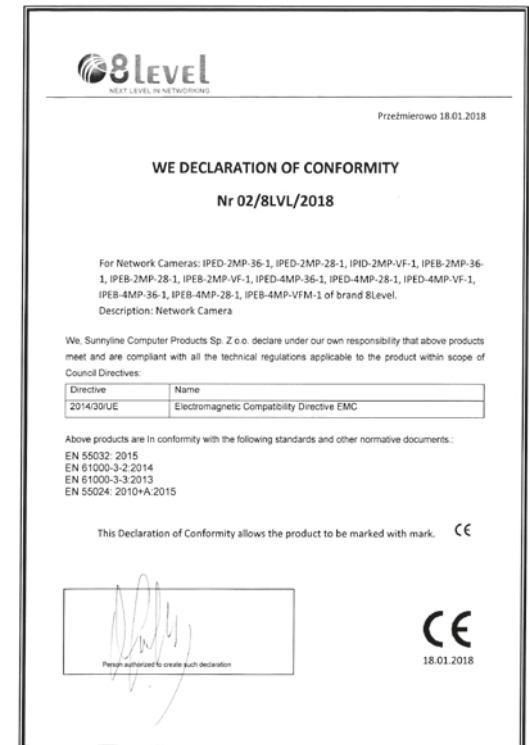 8LEVEL
NEXT LEVEL IN NETWORKING
Przeźmierowo 18.01.2018
WE DECLARATION OF CONFORMITY
Nr 02/8LVL/2018
For Network Cameras: IPED-2MP-36-1, IPED-2MP-28-1, IPID-2MP-VF-1, IPEB-2MP-36-
1, IPEB-2MP-28-1, IPEB-2MP-VF-1, IPED-4MP-36-1, IPED-4MP-28-1, IPED-4MP-VF-1,
IPEB-4MP-36-1, IPEB-4MP-28-1, IPEB-4MP-VFM-1 of brand 8Level.
Description: Network Camera
We, Sunnyline Computer Products Sp. Z o.o. declare under our own responsibility that above products
meet and are compliant with all the technical regulations applicable to the product within scope of
Council Directives:
Directive Name
2014/30/UE Electromagnetic Compatibility Directive EMC
Above products are In conformity with the following standards and other normative documents.:
EN 55032: 2015
EN 61000-3-2:2014
EN 61000-3-3:2013
EN 55024: 2010+A:2015
This Declaration of Conformity allows the product to be marked with mark. CE
Person authorized to create such declaration
CE
18.01.2018